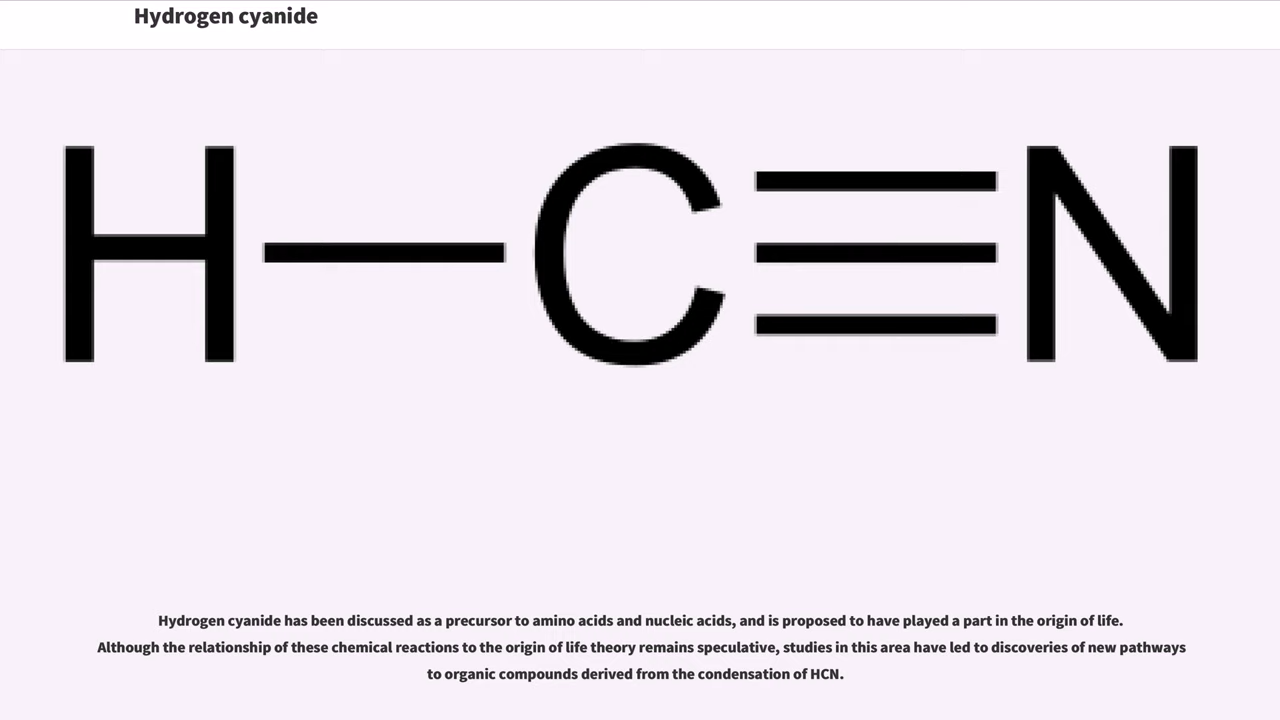 Hydrogen cyanide
H C N
Hydrogen cyanide has been discussed as a precursor to amino acids and nucleic acids, and is proposed to have played a part in the origin of life.
Although the relationship of these chemical reactions to the origin of life theory remains speculative, studies in this area have led to discoveries of new pathways
to organic compounds derived from the condensation of HCN.